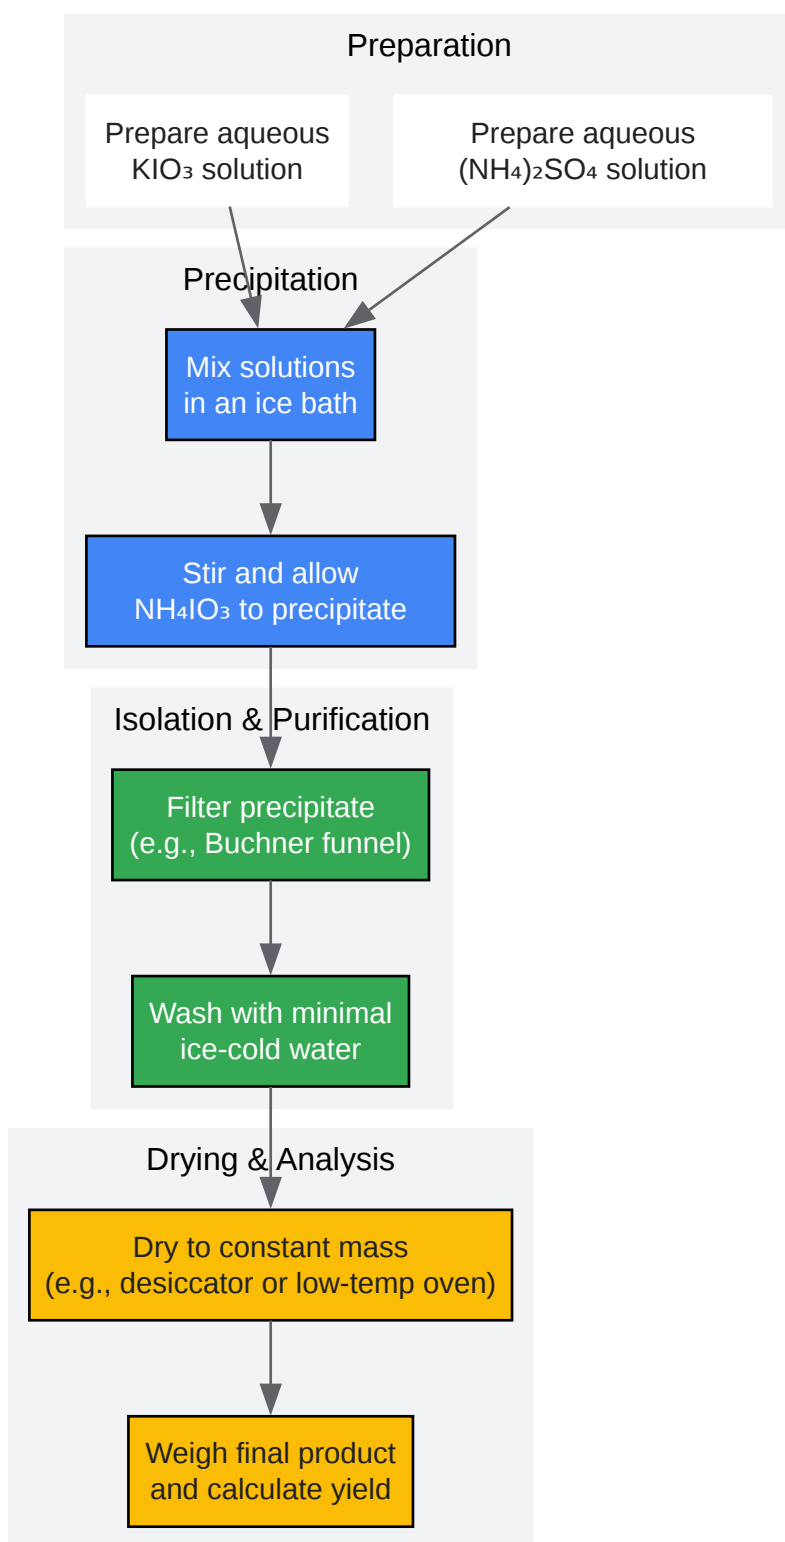 Preparation
Prepare aqueous
KIO₃ solution
Prepare aqueous
(NH₄)₂SO₄ solution
Precipitation
Mix solutions
in an ice bath
Stir and allow
NH₄IO₃ to precipitate
Isolation & Purification
Filter precipitate
(e.g., Buchner funnel)
Wash with minimal
ice-cold water
Drying & Analysis
Dry to constant mass
(e.g., desiccator or low-temp oven)
Weigh final product
and calculate yield